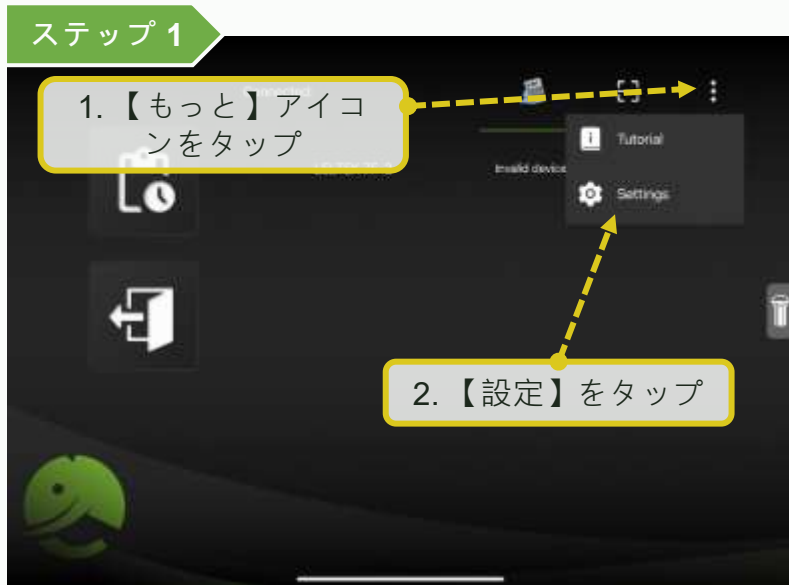 ステップ 1
1. 【もっと】アイコ
ンをタップ
Tutorial
Invalid device
Settings
2. 【設定】をタップ